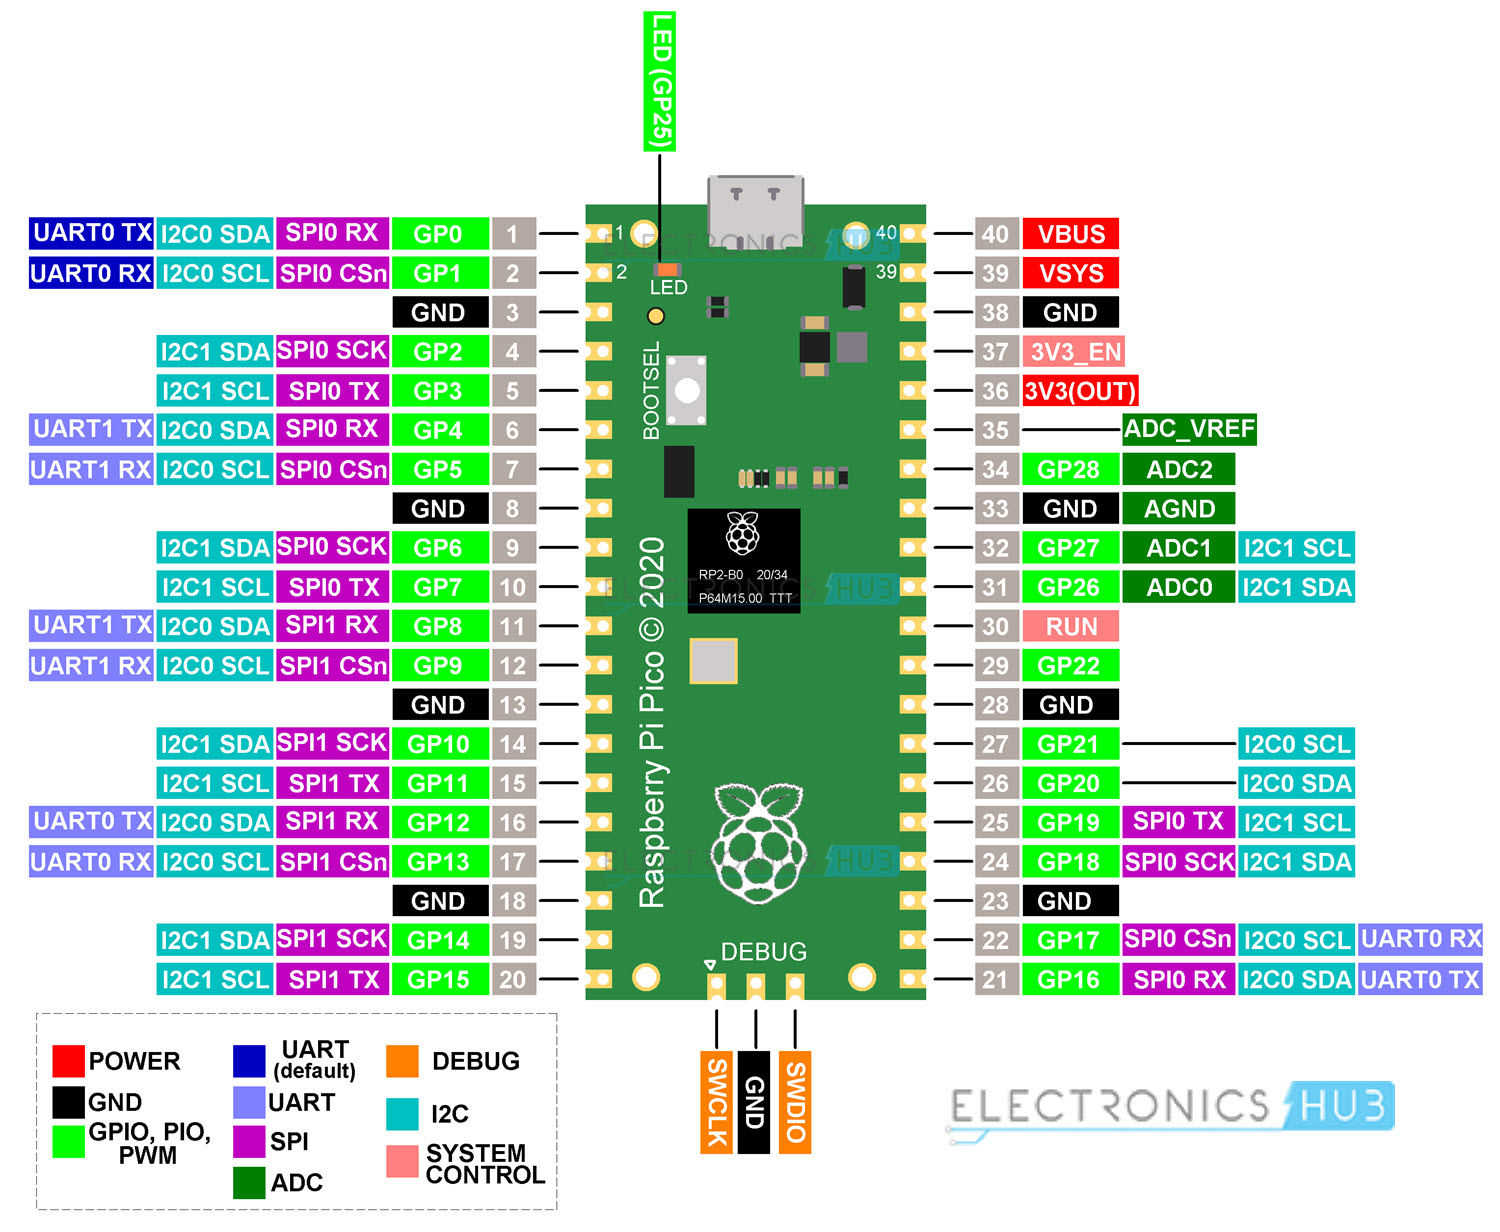 LED (GP25)
UART0 TX I2C0 SDA SPI0 RX GP0 1 1 40 40 VBUS
UART0 RX I2C0 SCL SPI0 CSn GP1 2 2 39 39 VSYS
LED
GND 3 38 GND
I2C1 SDA SPI0 SCK GP2 4 37 3V3_EN
I2C1 SCL SPI0 TX GP3 5 36 3V3(OUT)
BOOTSEL
UART1 TX I2C0 SDA SPI0 RX GP4 6 35 ADC_VREF
UART1 RX I2C0 SCL SPI0 CSn GP5 7 34 GP28 ADC2
GND 8 33 GND AGND
I2C1 SDA SPI0 SCK GP6 9 32 GP27 ADC1 I2C1 SCL
RP2-B0 20/34
I2C1 SCL SPI0 TX GP7 10 31 GP26 ADC0 I2C1 SDA
P64M15.00 TTT
UART1 TX I2C0 SDA SPI1 RX GP8 11 30 RUN
UART1 RX I2C0 SCL SPI1 CSn GP9 12 29 GP22
GND 13 28 GND
Raspberry Pi Pico © 2020
I2C1 SDA SPI1 SCK GP10 14 27 GP21 I2C0 SCL
I2C1 SCL SPI1 TX GP11 15 26 GP20 I2C0 SDA
UART0 TX I2C0 SDA SPI1 RX GP12 16 25 GP19 SPI0 TX I2C1 SCL
UART0 RX I2C0 SCL SPI1 CSn GP13 17 24 GP18 SPI0 SCK I2C1 SDA
GND 18 23 GND
I2C1 SDA SPI1 SCK GP14 19 22 GP17 SPI0 CSn I2C0 SCL UART0 RX
DEBUG
I2C1 SCL SPI1 TX GP15 20 21 GP16 SPI0 RX I2C0 SDA UART0 TX
SWCLK
GND
SWDIO
POWER
GND
GPIO, PIO,
PWM
UART
(default)
UART
SPI
ADC
DEBUG
I2C
SYSTEM
CONTROL
ELECTRONICS HUB
ELECTRONICS HUB
ELECTRONICS HUB
ELECTRONICS HUB